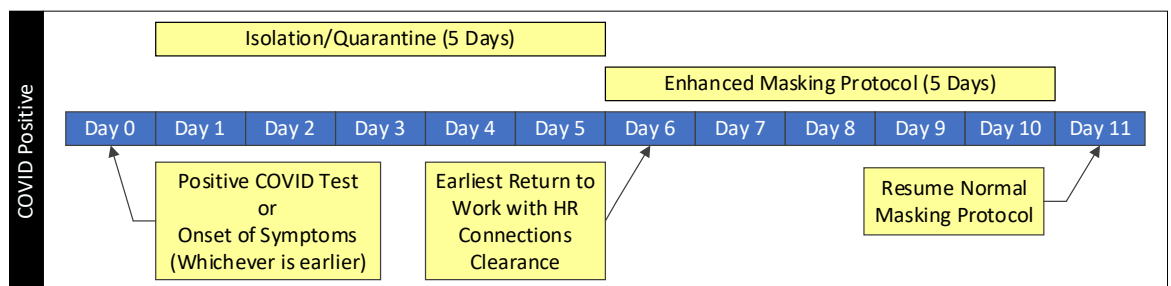 COVID Positive
Isolation/Quarantine (5 Days)
Enhanced Masking Protocol (5 Days)
Day 0 Day 1 Day 2 Day 3 Day 4 Day 5 Day 6 Day 7 Day 8 Day 9 Day 10 Day 11
Positive COVID Test
or
Onset of Symptoms
(Whichever is earlier)
Earliest Return to
Work with HR
Connections
Clearance
Resume Normal
Masking Protocol